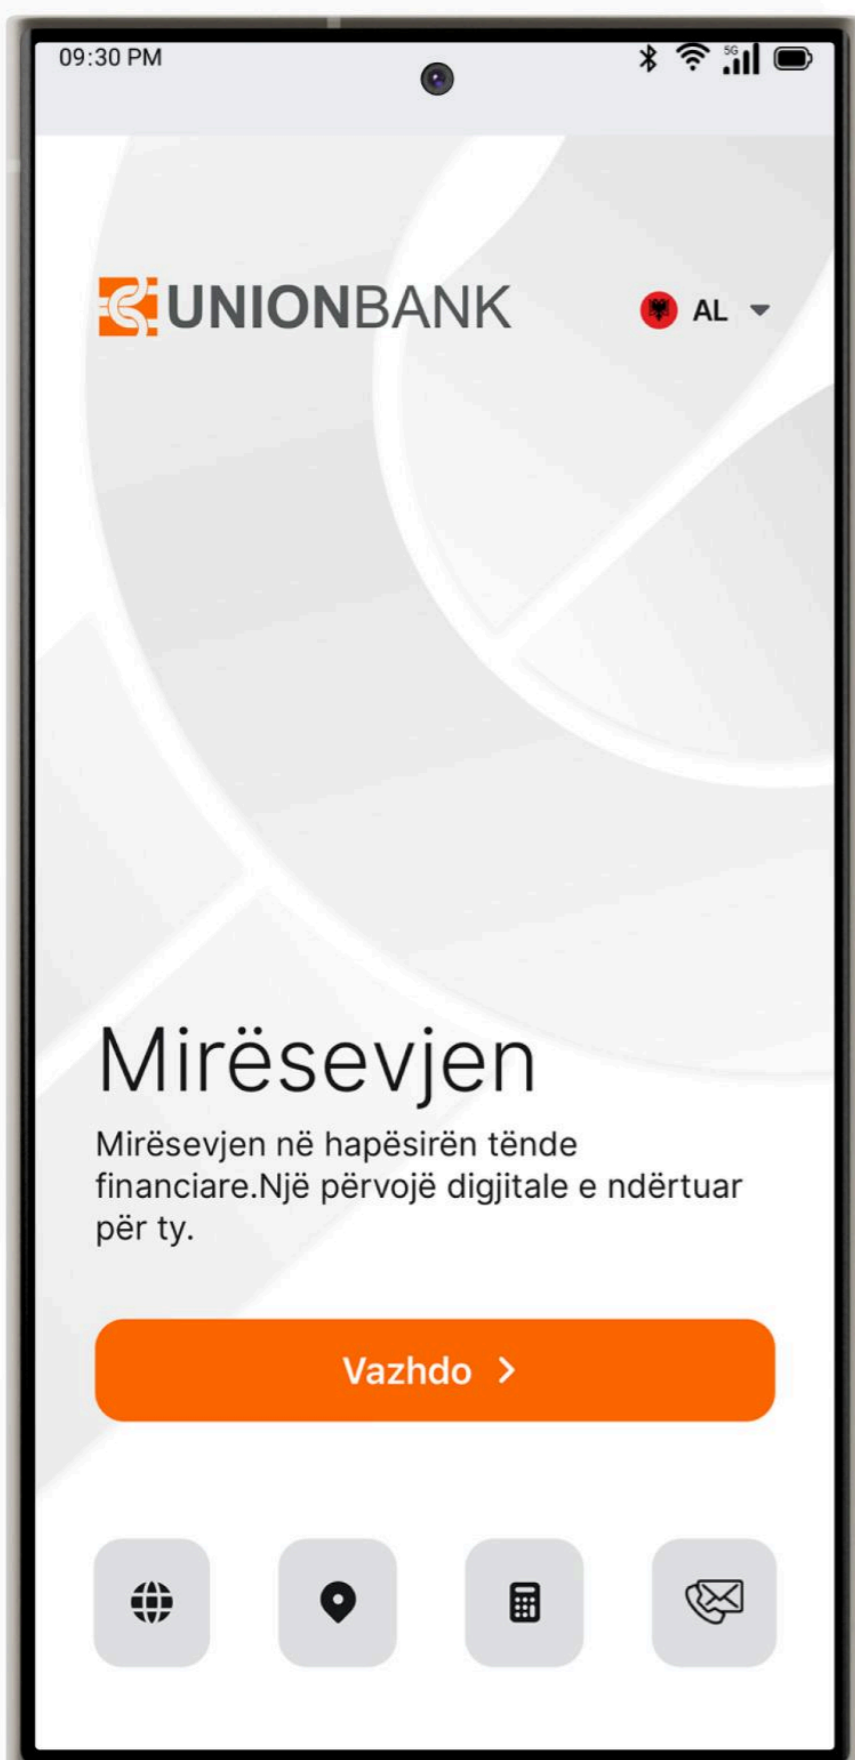 09:30 PM
5G
UNIONBANK
AL
Mirësevjen
Mirësevjen në hapësirën tënde
financiare.Një përvojë digjitale e ndërtuar
për ty.
Vazhdo